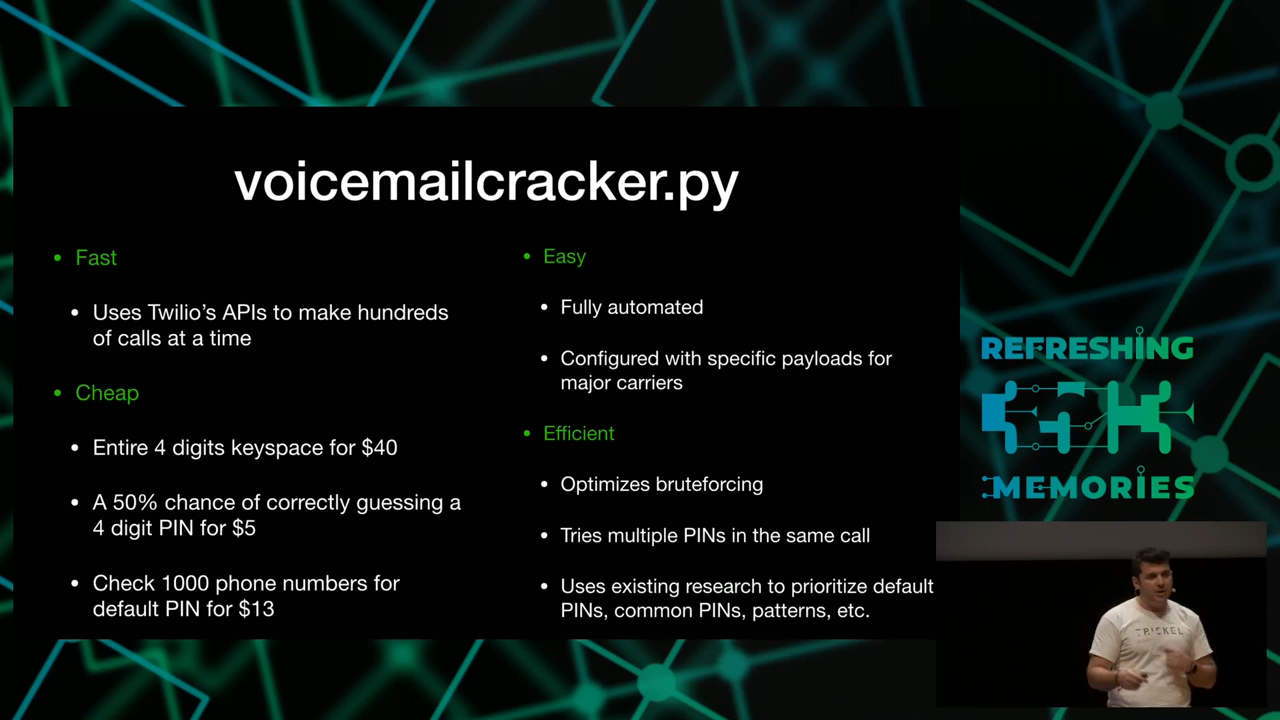 voicemailcracker.py
• Fast
• Uses Twilio’s APIs to make hundreds
of calls at a time
• Cheap
• Entire 4 digits keyspace for $40
• A 50% chance of correctly guessing a
4 digit PIN for $5
• Check 1000 phone numbers for
default PIN for $13
• Easy
• Fully automated
• Configured with specific payloads for
major carriers
• Efficient
• Optimizes bruteforcing
• Tries multiple PINs in the same call
• Uses existing research to prioritize default
PINs, common PINs, patterns, etc.
REFRESHING
MEMORIES